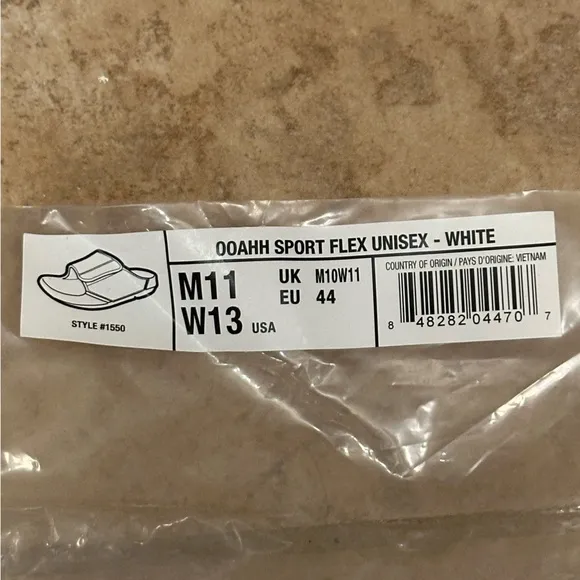 OOAHH SPORT FLEX UNISEX - WHITE
STYLE #1550
M11
W13 USA
UK M10W11
EU 44
COUNTRY OF ORIGIN / PAYS D'ORIGINE: VIETNAM
8 48282 04470 7